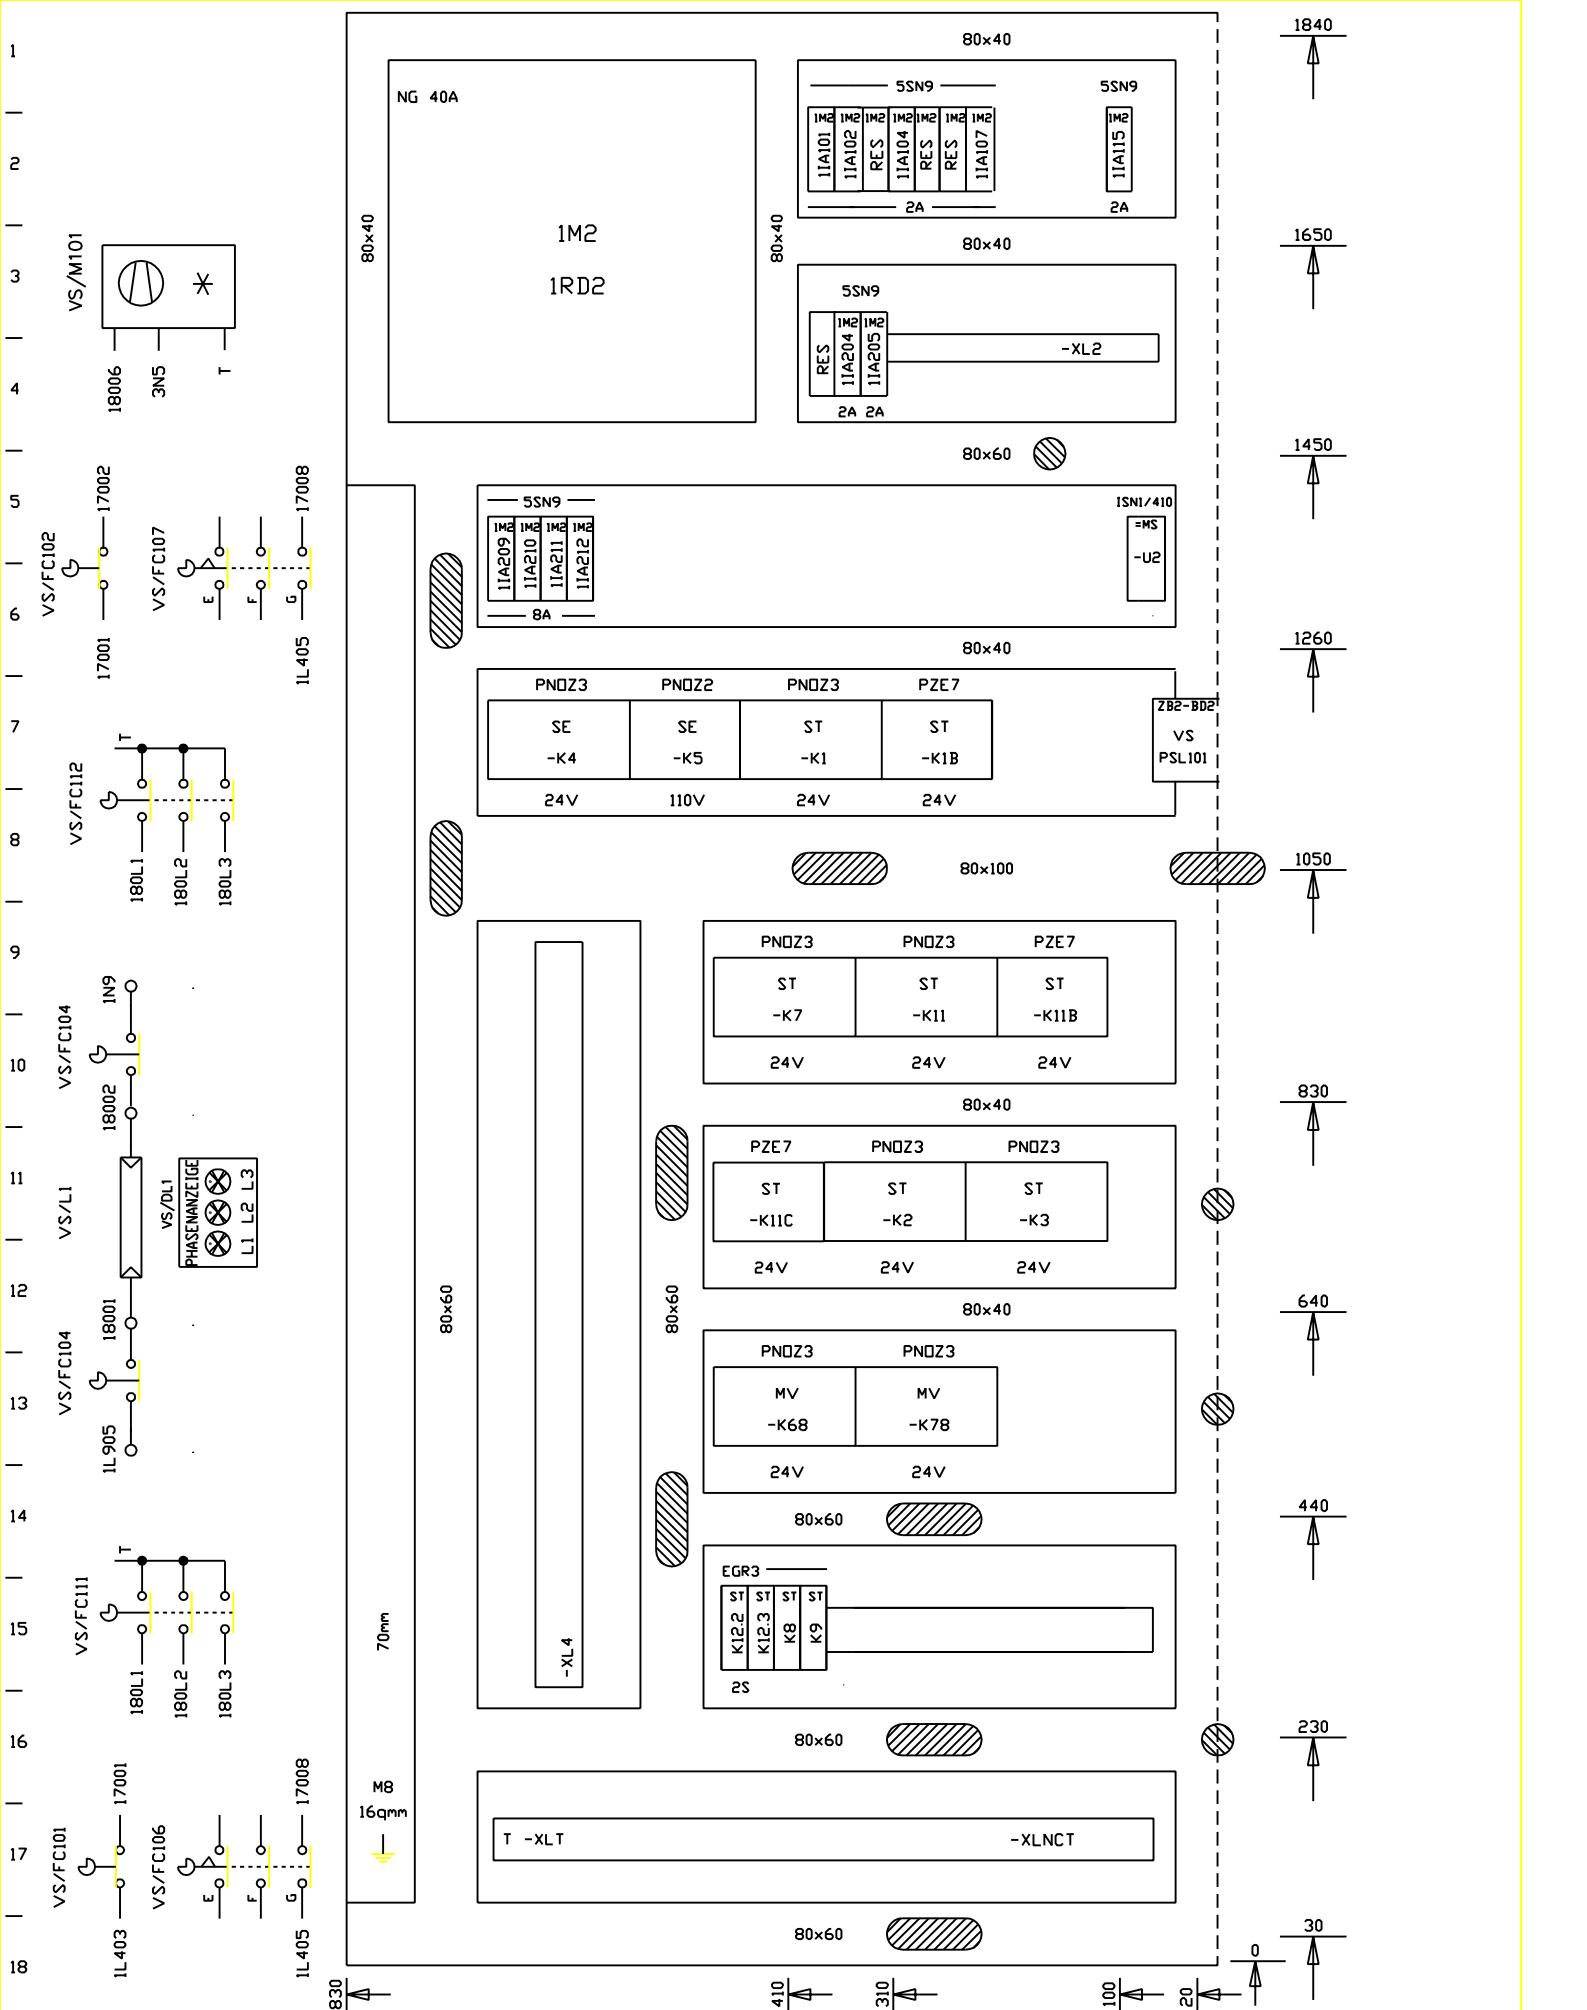 1
2
3
4
5
6
7
8
9
10
11
12
13
14
15
16
17
18
VS/M101
18006
3N5
T
VS/FC102
17002
17001
VS/FC107
17008
E
F
G
1L405
VS/FC112
T
180L1
180L2
180L3
VS/FC104
1N9
18002
VS/L1
VS/DL1
PHASENANZEIGE
L1 L2 L3
18001
VS/FC104
1L905
VS/FC111
T
180L1
180L2
180L3
VS/FC101
17001
1L403
VS/FC106
17008
E
F
G
1L405
NG 40A
1M2
1RD2
80x40
80x40
80x40
5SN9
5SN9
1M2 1M2 1M2 1M2 1M2 1M2 1M2
1M2
1IA101
1IA102
RES
1IA104
RES
RES
1IA107
1IA115
2A
2A
80x40
5SN9
1M2 1M2
RES
1IA204
1IA205
-XL2
2A 2A
80x60
5SN9
1M2 1M2 1M2 1M2
1IA209
1IA210
1IA211
1IA212
8A
ISN1/410
=MS
-U2
80x40
PNOZ3 PNOZ2 PNOZ3 PZE7
SE SE ST ST
-K4 -K5 -K1 -K1B
24V 110V 24V 24V
ZB2-BD2
VS
PSL101
80x100
PNOZ3 PNOZ3 PZE7
ST ST ST
-K7 -K11 -K11B
24V 24V 24V
80x40
PZE7 PNOZ3 PNOZ3
ST ST ST
-K11C -K2 -K3
24V 24V 24V
80x60
80x60
80x40
PNOZ3 PNOZ3
MV MV
-K68 -K78
24V 24V
80x60
EGR3
ST ST ST ST
K12.2
K12.3
K8
K9
2S
-XL4
70mm
80x60
M8
16qmm
T -XLT -XLNCT
80x60
1840
1650
1450
1260
1050
830
640
440
230
30
0
830
410
310
100
20